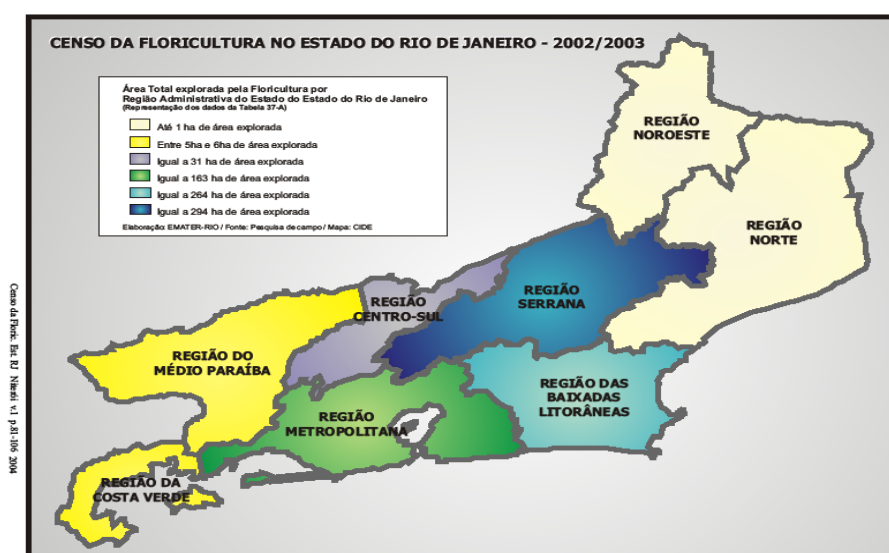 CENSO DA FLORICULTURA NO ESTADO DO RIO DE JANEIRO - 2002/2003
Área Total explorada pela Floricultura por
Região Administrativa do Estado do Estado do Rio de Janeiro
(Representação dos dados da Tabela 37-A)
Até 1 ha de área explorada
Entre 5ha e 6ha de área explorada
Igual a 31 ha de área explorada
Igual a 163 ha de área explorada
Igual a 264 ha de área explorada
Igual a 294 ha de área explorada
Elaboração: EMATER-RIO / Fonte: Pesquisa de campo / Mapa: CIDE
REGIÃO
NOROESTE
REGIÃO
NORTE
REGIÃO
SERRANA
REGIÃO
CENTRO-SUL
REGIÃO DO
MÉDIO PARAÍBA
REGIÃO DAS
BAIXADAS
LITORÂNEAS
REGIÃO
METROPOLITANA
REGIÃO DA
COSTA VERDE
Censo da Floric. Est. RJ Niterói v.1 p.81-106 2004